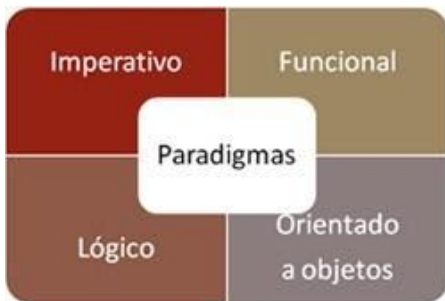 Imperativo
Funcional
Paradigmas
Lógico
Orientado
a objetos